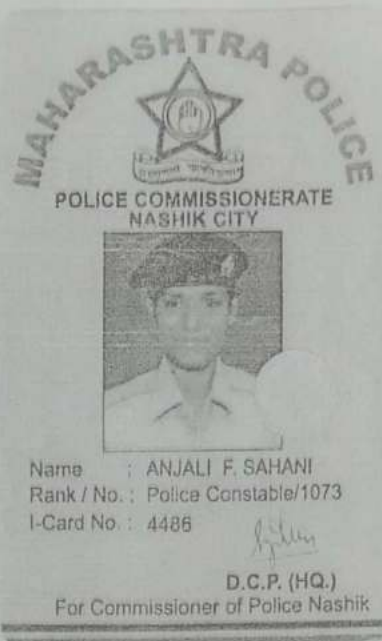 MAHARASHTRA POLICE
POLICE COMMISSIONERATE
NASHIK CITY
Name : ANJALI F. SAHANI
Rank / No. : Police Constable/1073
I-Card No. : 4486
D.C.P. (HQ.)
For Commissioner of Police Nashik